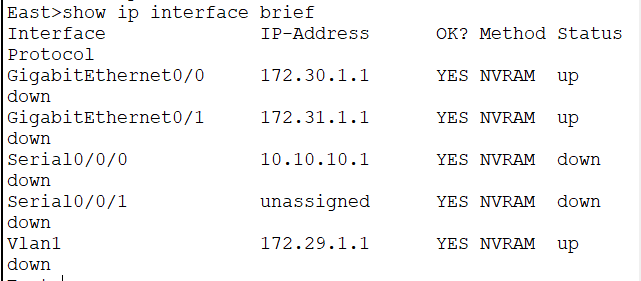 East>show ip interface brief
Interface IP-Address OK? Method Status
Protocol
GigabitEthernet0/0 172.30.1.1 YES NVRAM up
down
GigabitEthernet0/1 172.31.1.1 YES NVRAM up
down
Serial0/0/0 10.10.10.1 YES NVRAM down
down
Serial0/0/1 unassigned YES NVRAM down
down
Vlan1 172.29.1.1 YES NVRAM up
down